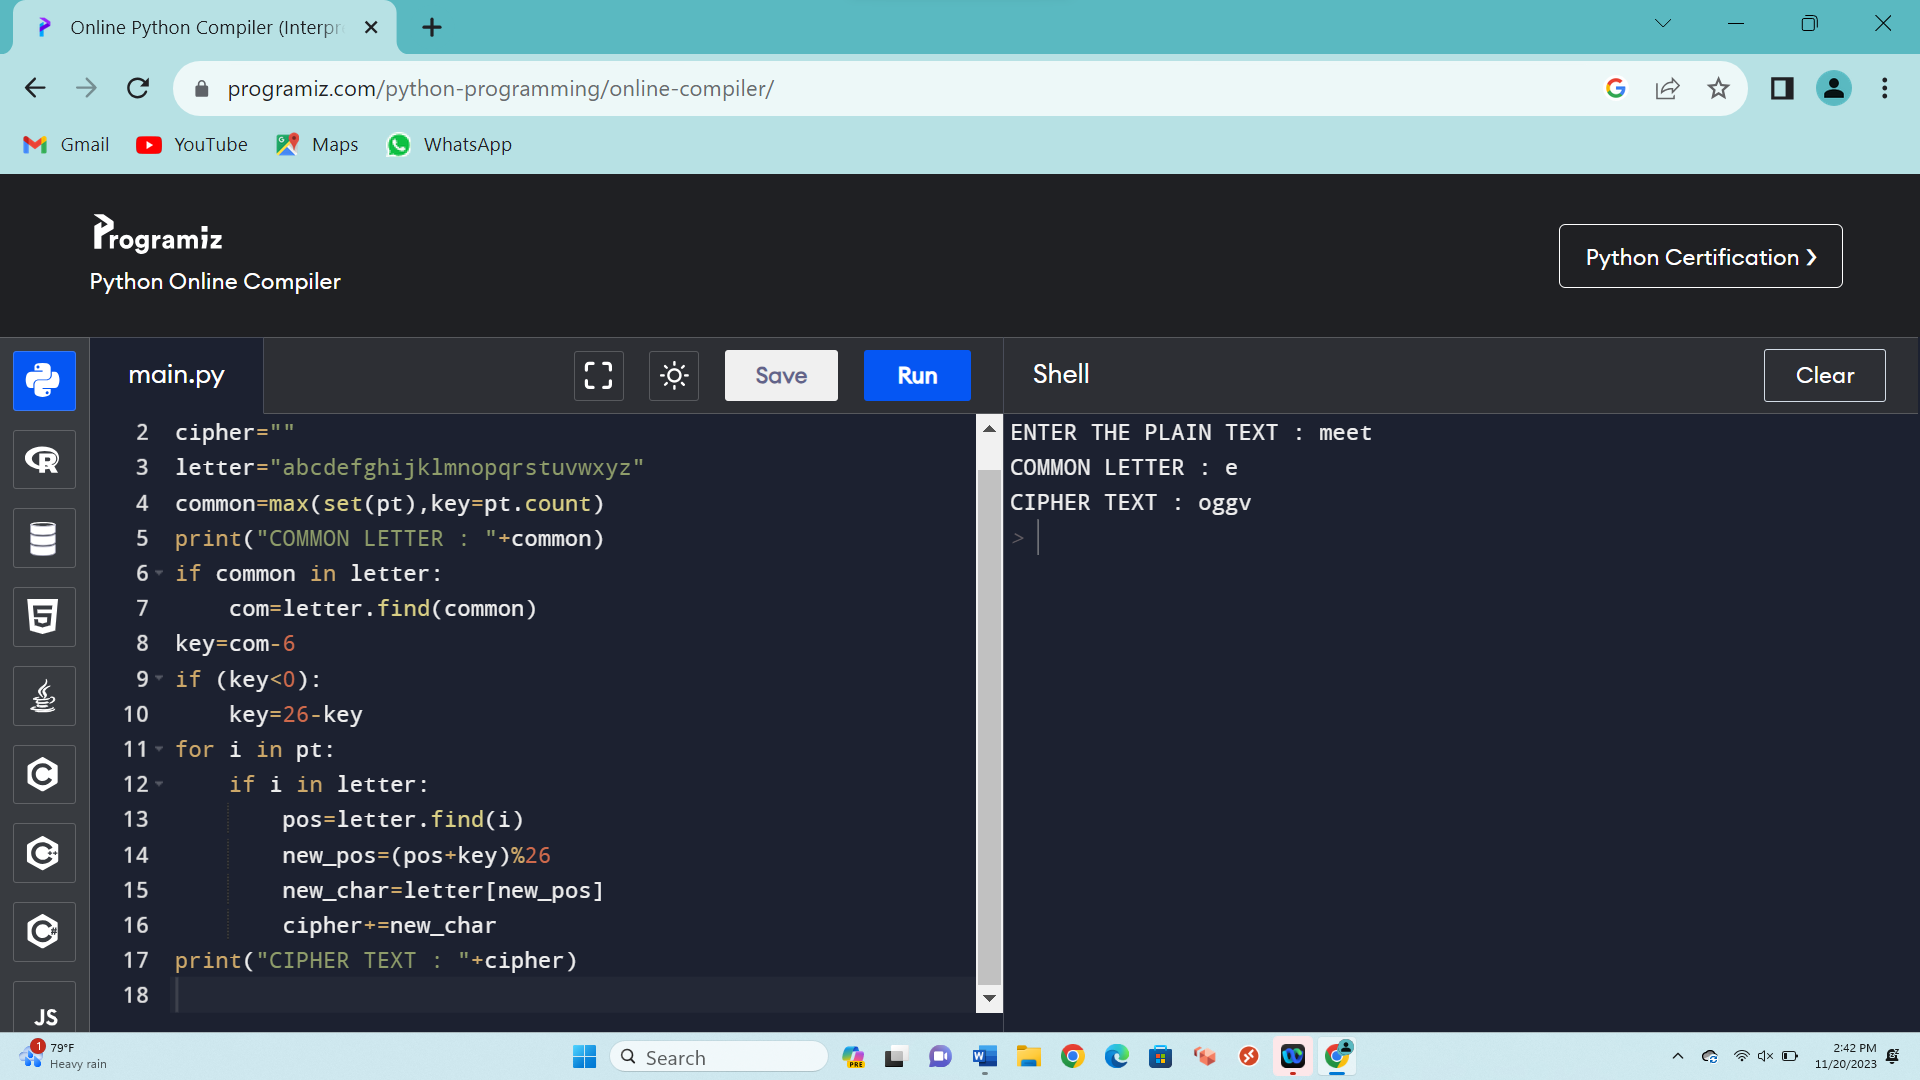 Online Python Compiler (Interpr
programiz.com/python-programming/online-compiler/
Gmail YouTube Maps WhatsApp
Programiz
Python Online Compiler
Python Certification ❯
main.py
Save
Run
Shell
Clear
2 cipher=""
3 letter="abcdefghijklmnopqrstuvwxyz"
4 common=max(set(pt),key=pt.count)
5 print("COMMON LETTER : "+common)
6 if common in letter:
7     com=letter.find(common)
8 key=com-6
9 if (key<0):
10     key=26-key
11 for i in pt:
12     if i in letter:
13         pos=letter.find(i)
14         new_pos=(pos+key)%26
15         new_char=letter[new_pos]
16         cipher+=new_char
17 print("CIPHER TEXT : "+cipher)
18
ENTER THE PLAIN TEXT : meet
COMMON LETTER : e
CIPHER TEXT : oggv
>
JS
1
79°F
Heavy rain
Search
PRE
2:42 PM
11/20/2023